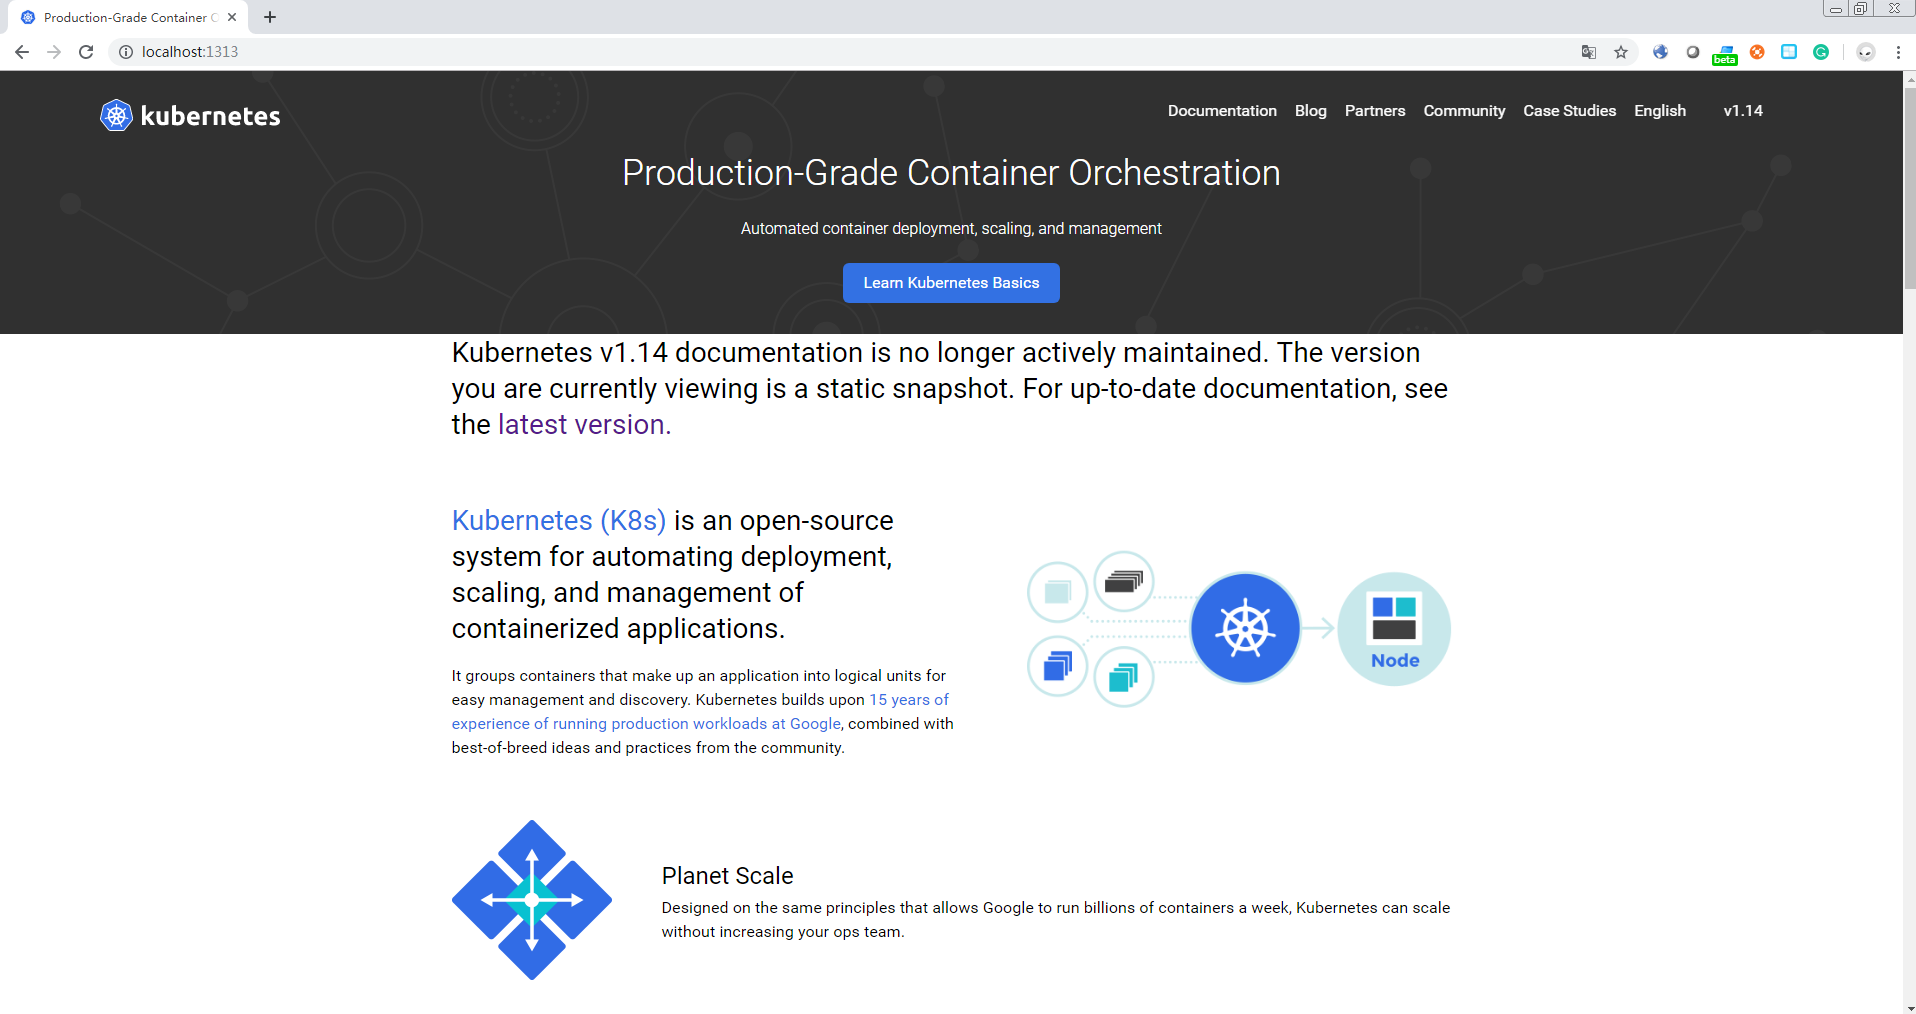 Production-Grade Container O
localhost:1313
beta
kubernetes
Documentation Blog Partners Community Case Studies English v1.14
Production-Grade Container Orchestration
Automated container deployment, scaling, and management
Learn Kubernetes Basics
Kubernetes v1.14 documentation is no longer actively maintained. The version
you are currently viewing is a static snapshot. For up-to-date documentation, see
the latest version.
Kubernetes (K8s) is an open-source
system for automating deployment,
scaling, and management of
containerized applications.
It groups containers that make up an application into logical units for
easy management and discovery. Kubernetes builds upon 15 years of
experience of running production workloads at Google, combined with
best-of-breed ideas and practices from the community.
Node
Planet Scale
Designed on the same principles that allows Google to run billions of containers a week, Kubernetes can scale
without increasing your ops team.